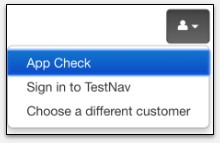 App Check
Sign in to TestNav
Choose a different customer